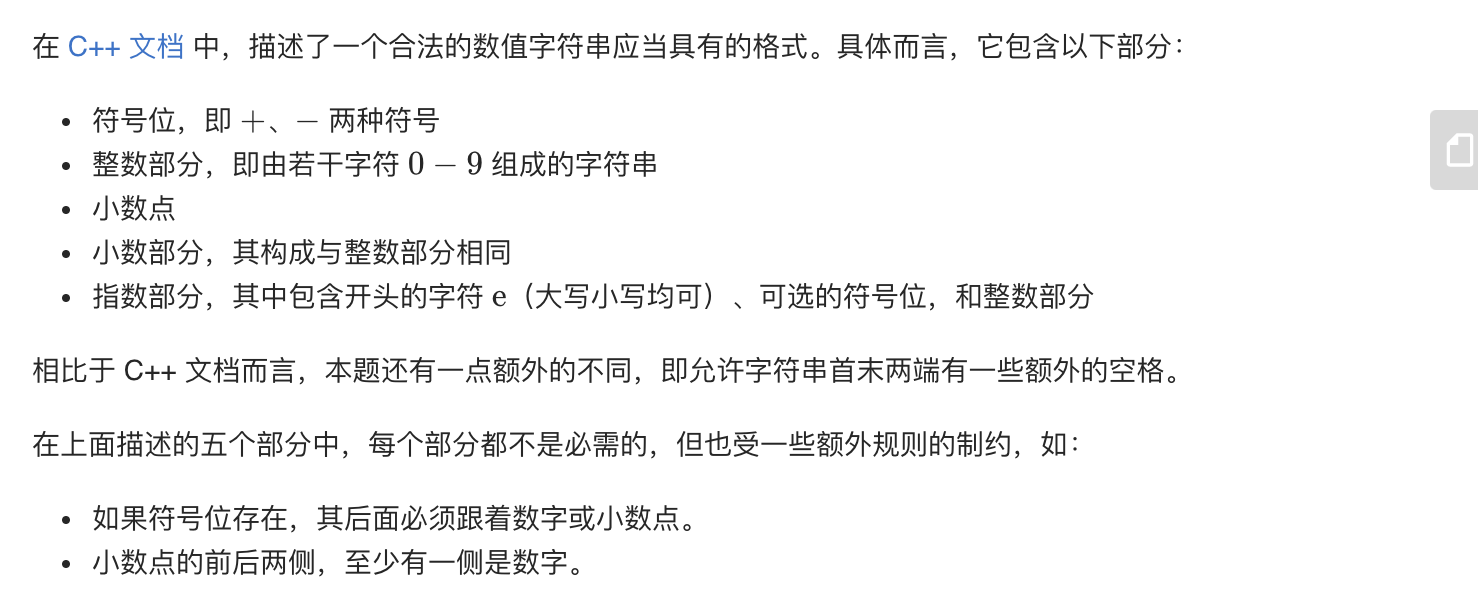 在 C++ 文档 中，描述了一个合法的数值字符串应当具有的格式。具体而言，它包含以下部分：
• 符号位，即 +、− 两种符号
• 整数部分，即由若干字符 0 − 9 组成的字符串
• 小数点
• 小数部分，其构成与整数部分相同
• 指数部分，其中包含开头的字符 e（大写小写均可）、可选的符号位，和整数部分
相比于 C++ 文档而言，本题还有一点额外的不同，即允许字符串首末两端有一些额外的空格。
在上面描述的五个部分中，每个部分都不是必需的，但也受一些额外规则的制约，如：
• 如果符号位存在，其后面必须跟着数字或小数点。
• 小数点的前后两侧，至少有一侧是数字。